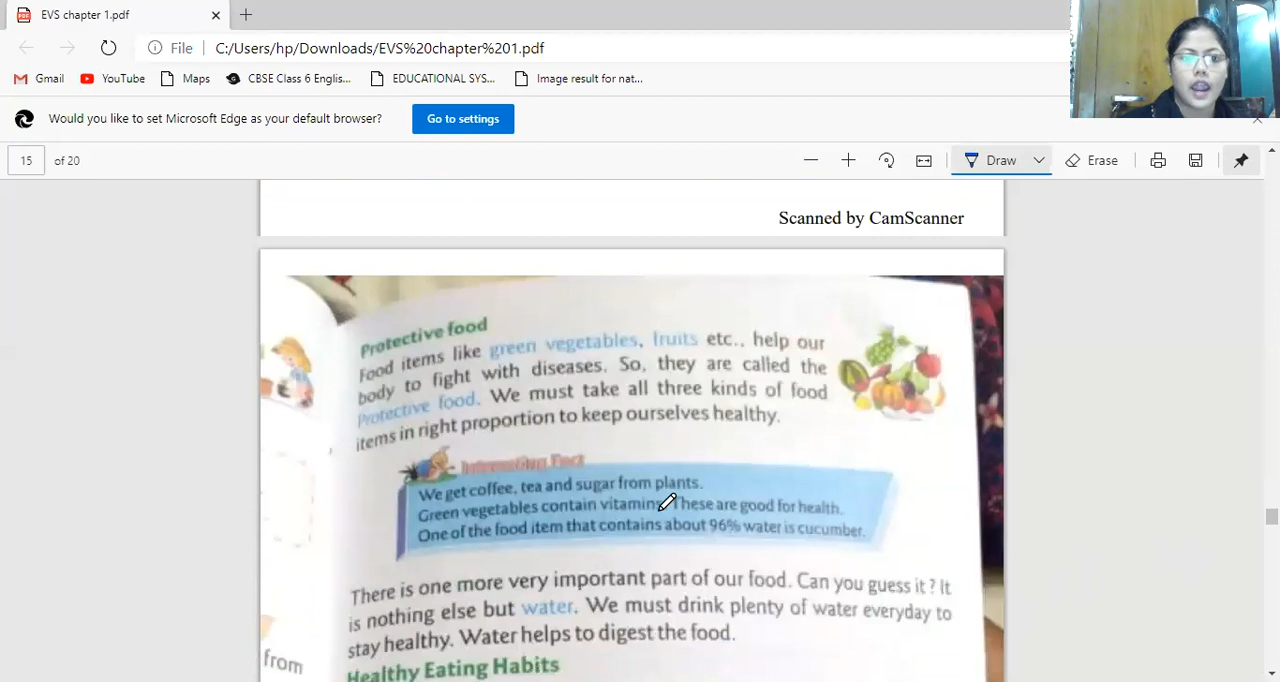 EVS chapter 1.pdf
File C:/Users/hp/Downloads/EVS%20chapter%201.pdf
Gmail YouTube Maps CBSE Class 6 Englis... EDUCATIONAL SYS... Image result for nat...
Would you like to set Microsoft Edge as your default browser? Go to settings
15 of 20 Draw Erase
Scanned by CamScanner
Protective food
Food items like green vegetables, fruits etc., help our
body to fight with diseases. So, they are called the
Protective food. We must take all three kinds of food
items in right proportion to keep ourselves healthy.
Interesting Fact
We get coffee, tea and sugar from plants.
Green vegetables contain vitamins. These are good for health.
One of the food item that contains about 96% water is cucumber.
There is one more very important part of our food. Can you guess it? It
is nothing else but water. We must drink plenty of water everyday to
stay healthy. Water helps to digest the food.
from
Healthy Eating Habits